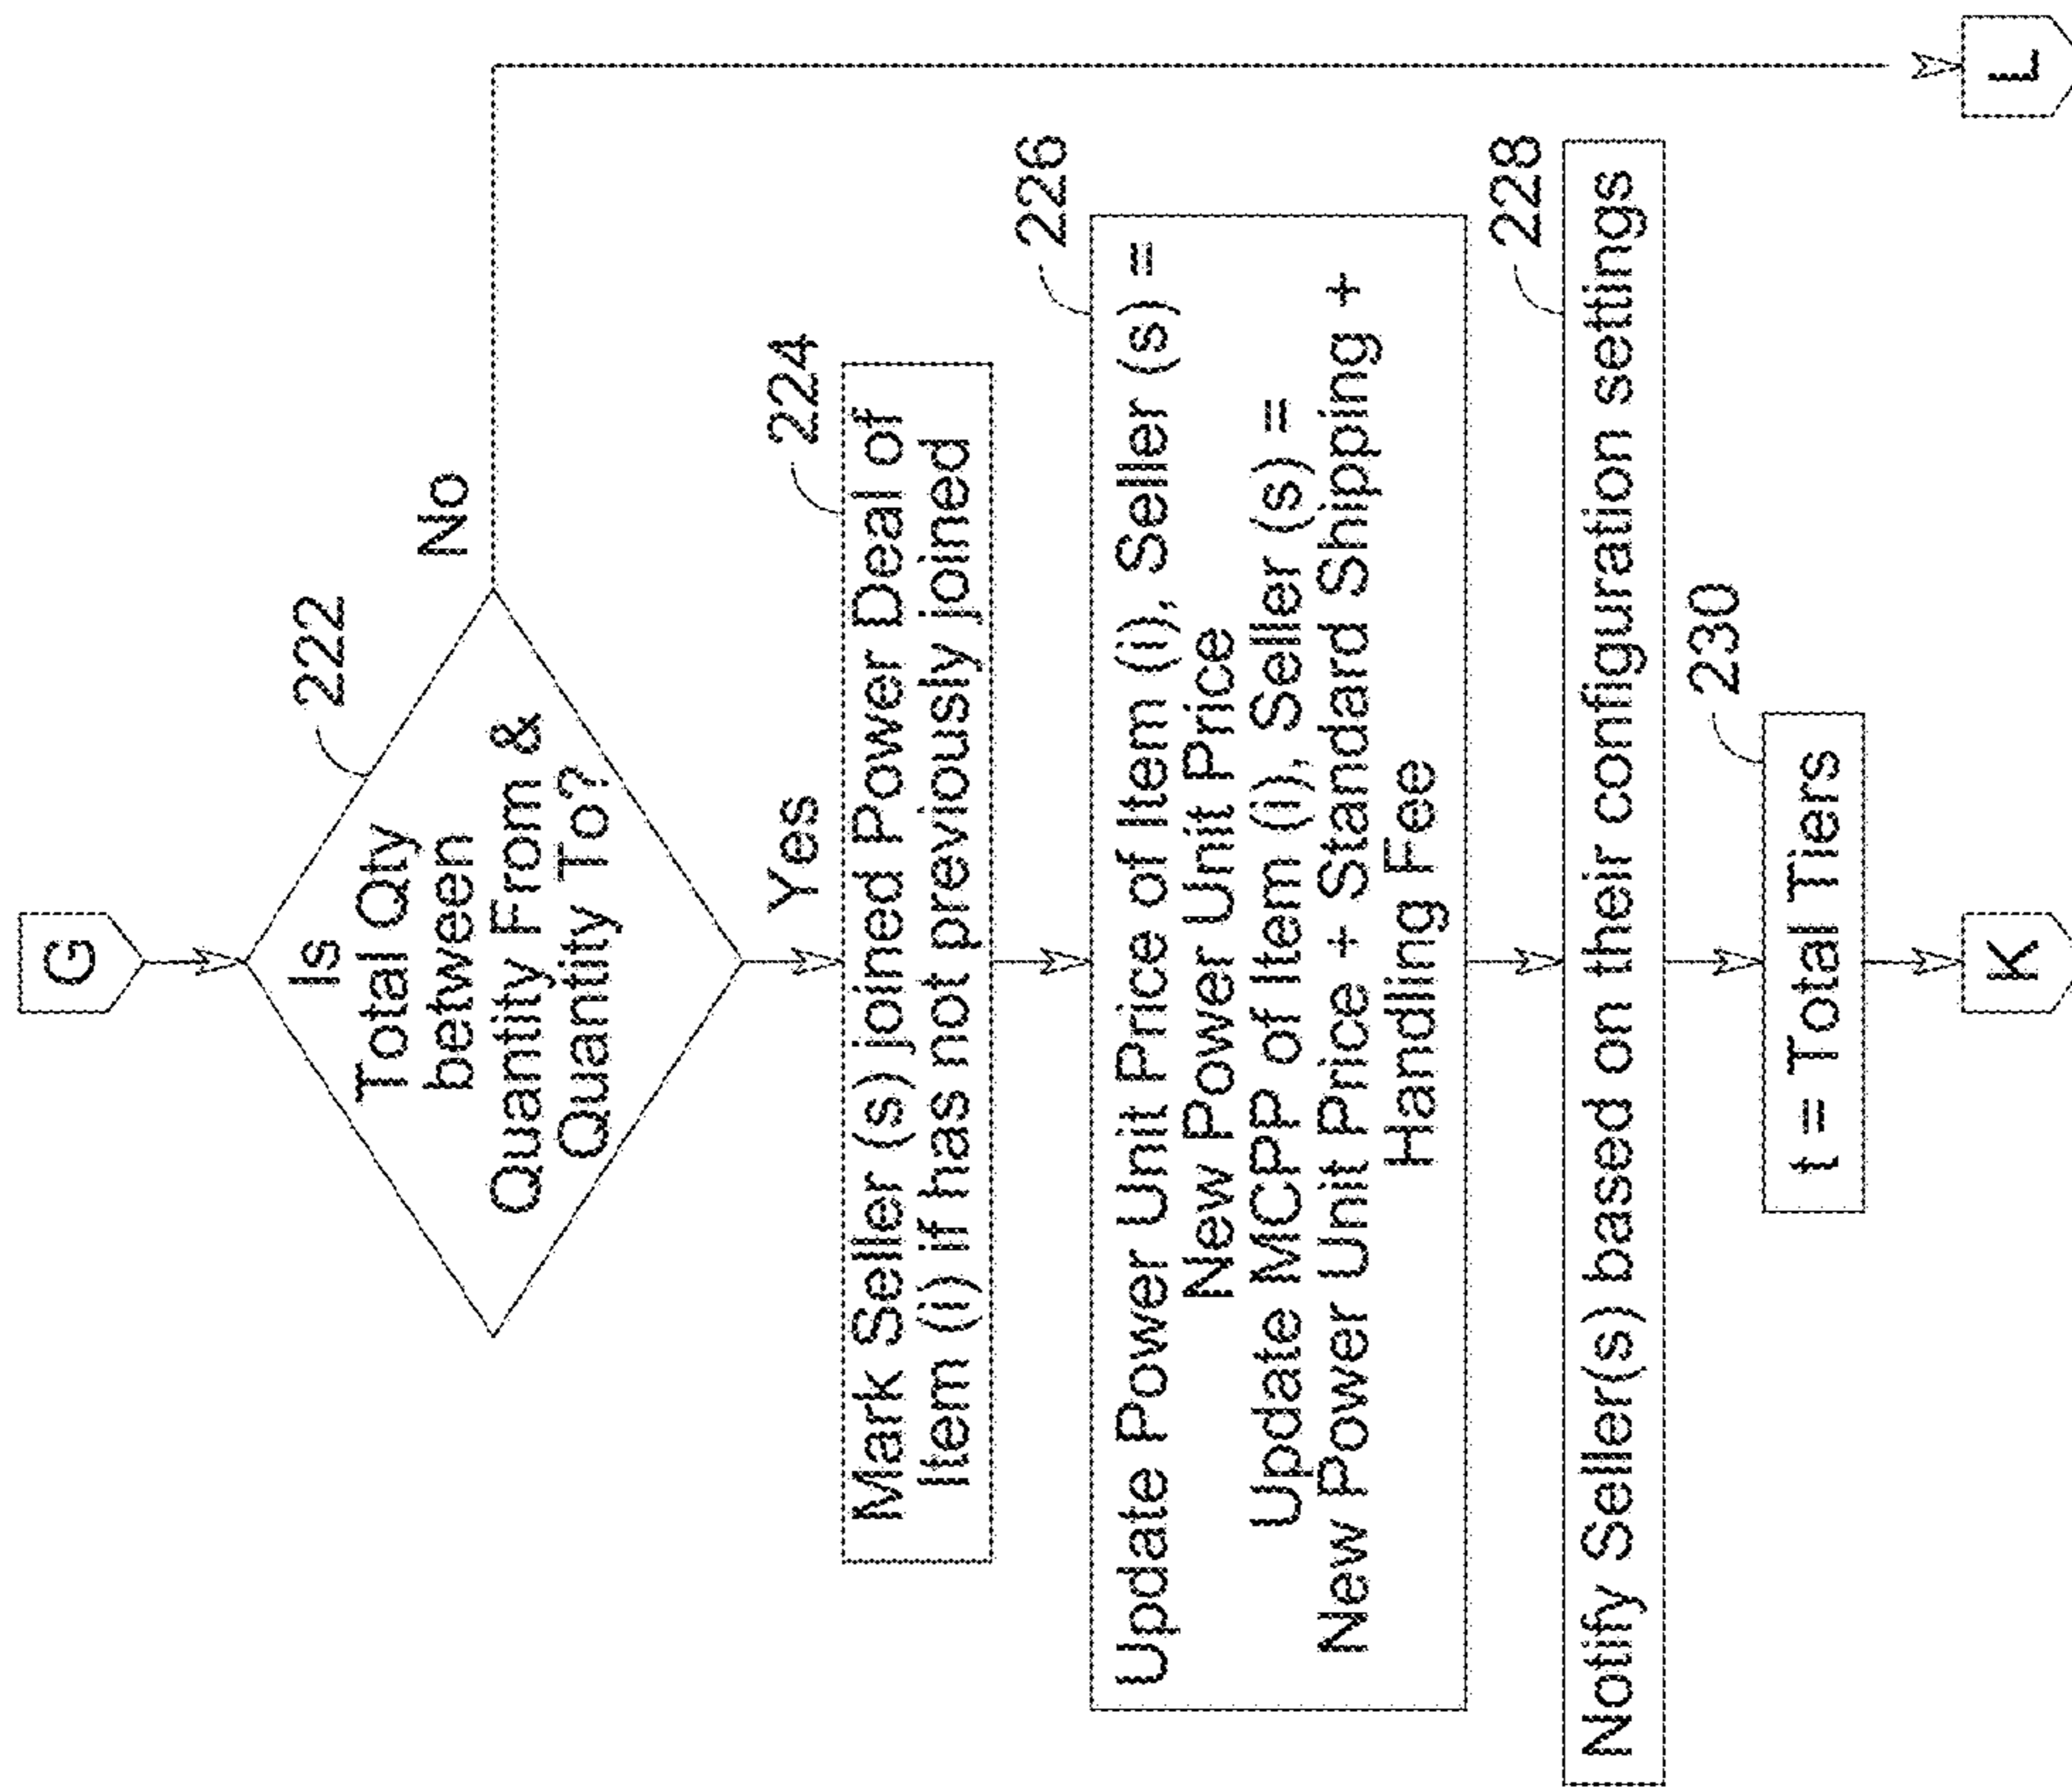 G
222
Is
Total Qty
between
Quantity From &
Quantity To?
No
Yes
224
Mark Seller (s) joined Power Deal of
Item (i) if has not previously joined
226
Update Power Unit Price of Item (i), Seller (s) =
New Power Unit Price
Update MCPP of Item (i), Seller (s) =
New Power Unit Price + Standard Shipping +
Handling Fee
228
Notify Seller(s) based on their configuration settings
230
t = Total Tiers
K
L